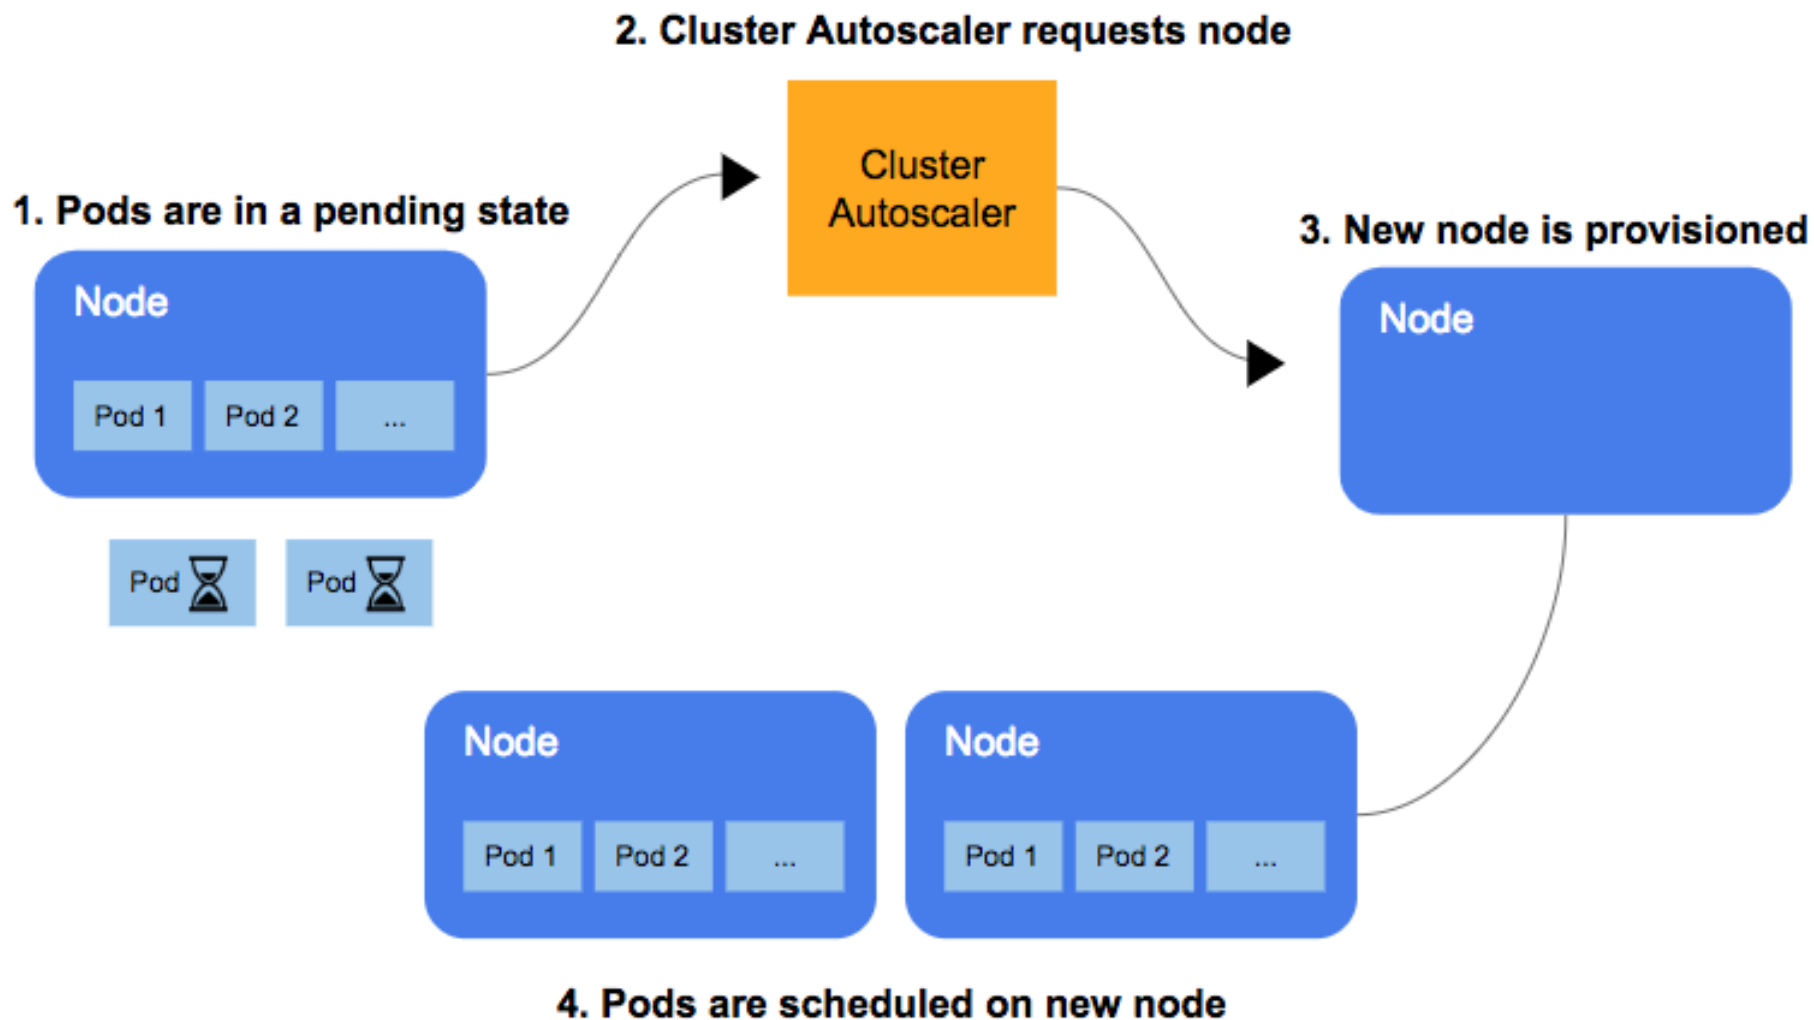 2. Cluster Autoscaler requests node
Cluster
Autoscaler
1. Pods are in a pending state
Node
Pod 1
Pod 2
...
Pod
Pod
3. New node is provisioned
Node
Node
Pod 1
Pod 2
...
Node
Pod 1
Pod 2
...
4. Pods are scheduled on new node